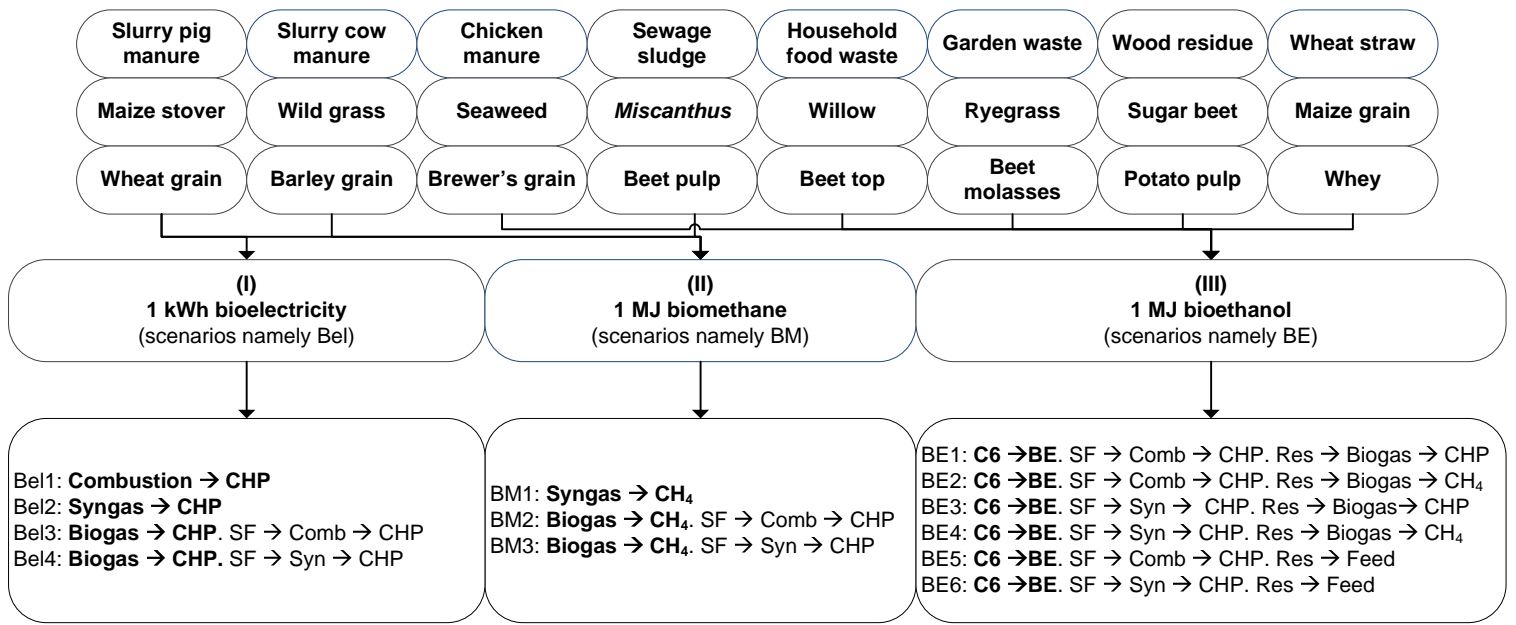 Slurry pig manure
Slurry cow manure
Chicken manure
Sewage sludge
Household food waste
Garden waste
Wood residue
Wheat straw
Maize stover
Wild grass
Seaweed
Miscanthus
Willow
Ryegrass
Sugar beet
Maize grain
Wheat grain
Barley grain
Brewer's grain
Beet pulp
Beet top
Beet molasses
Potato pulp
Whey
(I)
1 kWh bioelectricity
(scenarios namely Bel)
(II)
1 MJ biomethane
(scenarios namely BM)
(III)
1 MJ bioethanol
(scenarios namely BE)
Bel1: Combustion → CHP
Bel2: Syngas → CHP
Bel3: Biogas → CHP. SF → Comb → CHP
Bel4: Biogas → CHP. SF → Syn → CHP
BM1: Syngas → CH₄
BM2: Biogas → CH₄. SF → Comb → CHP
BM3: Biogas → CH₄. SF → Syn → CHP
BE1: C6 →BE. SF → Comb → CHP. Res → Biogas → CHP
BE2: C6 →BE. SF → Comb → CHP. Res → Biogas → CH₄
BE3: C6 →BE. SF → Syn → CHP. Res → Biogas→ CHP
BE4: C6 →BE. SF → Syn → CHP. Res → Biogas → CH₄
BE5: C6 →BE. SF → Comb → CHP. Res → Feed
BE6: C6 →BE. SF → Syn → CHP. Res → Feed